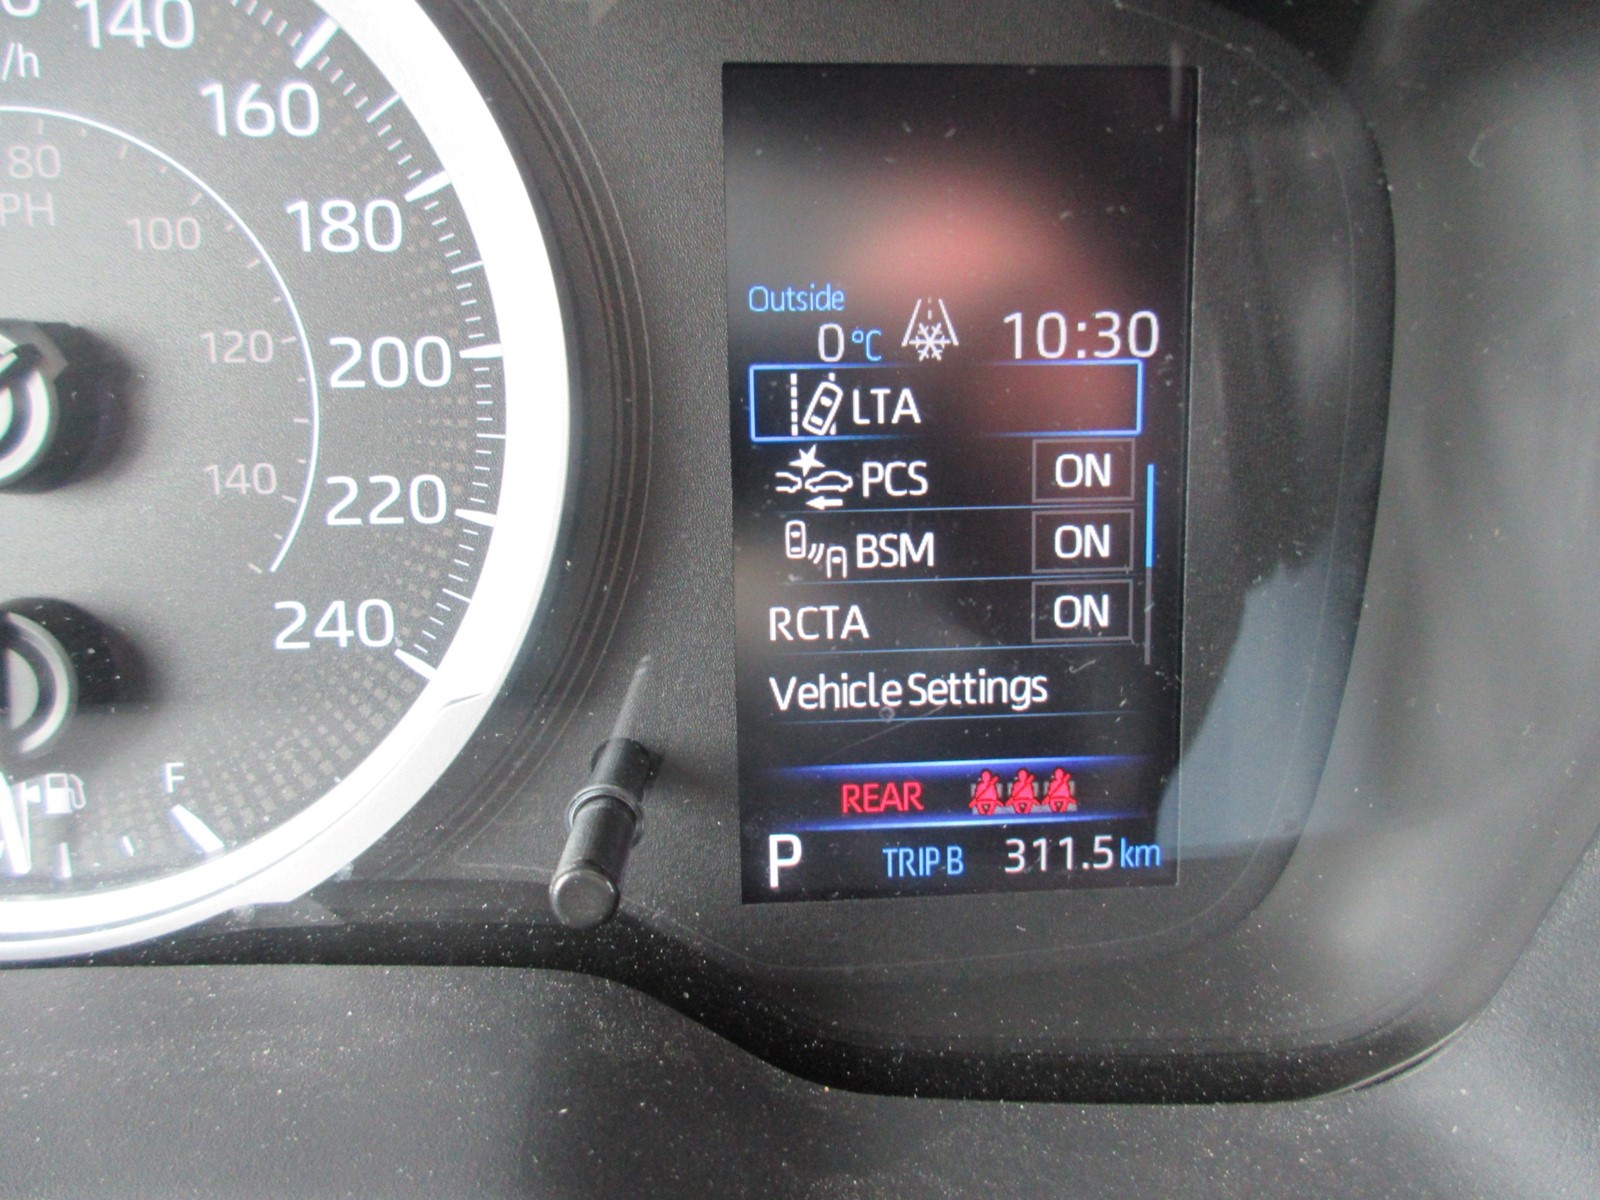 140
160
80
100
180
120
200
140
220
240
F
Outside
0 °C
10:30
LTA
PCS ON
BSM ON
RCTA ON
Vehicle Settings
REAR
P TRIP B 311.5 km